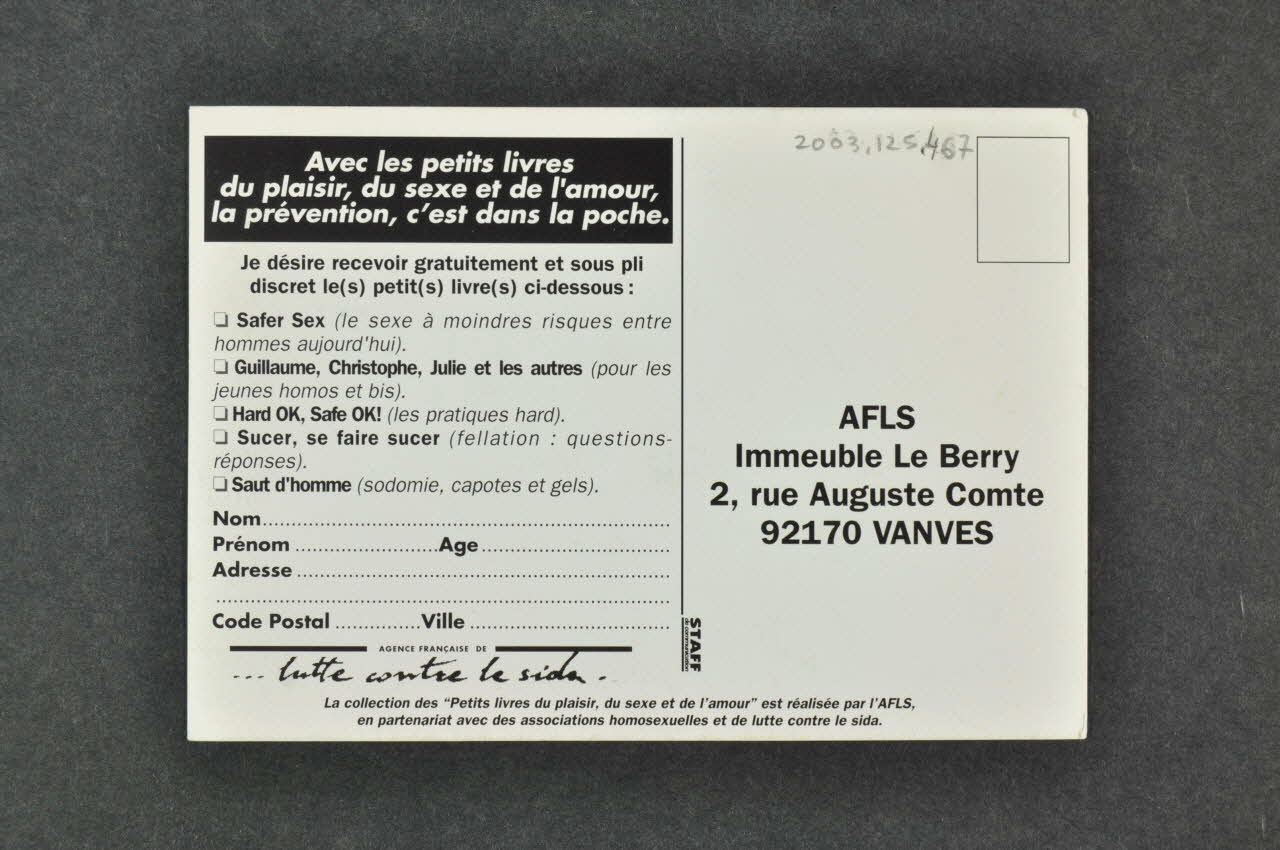 Avec les petits livres
du plaisir, du sexe et de l'amour,
la prévention, c'est dans la poche.
Je désire recevoir gratuitement et sous pli
discret le(s) petit(s) livre(s) ci-dessous :
❏ Safer Sex (le sexe à moindres risques entre
hommes aujourd'hui).
❏ Guillaume, Christophe, Julie et les autres (pour les
jeunes homos et bis).
❏ Hard OK, Safe OK! (les pratiques hard).
❏ Sucer, se faire sucer (fellation : questions-
réponses).
❏ Saut d'homme (sodomie, capotes et gels).
Nom
Prénom Age
Adresse
Code Postal Ville
AGENCE FRANÇAISE DE
... lutte contre le sida.
La collection des "Petits livres du plaisir, du sexe et de l'amour" est réalisée par l'AFLS,
en partenariat avec des associations homosexuelles et de lutte contre le sida.
STAFF
de communication
2003.125.467
AFLS
Immeuble Le Berry
2, rue Auguste Comte
92170 VANVES